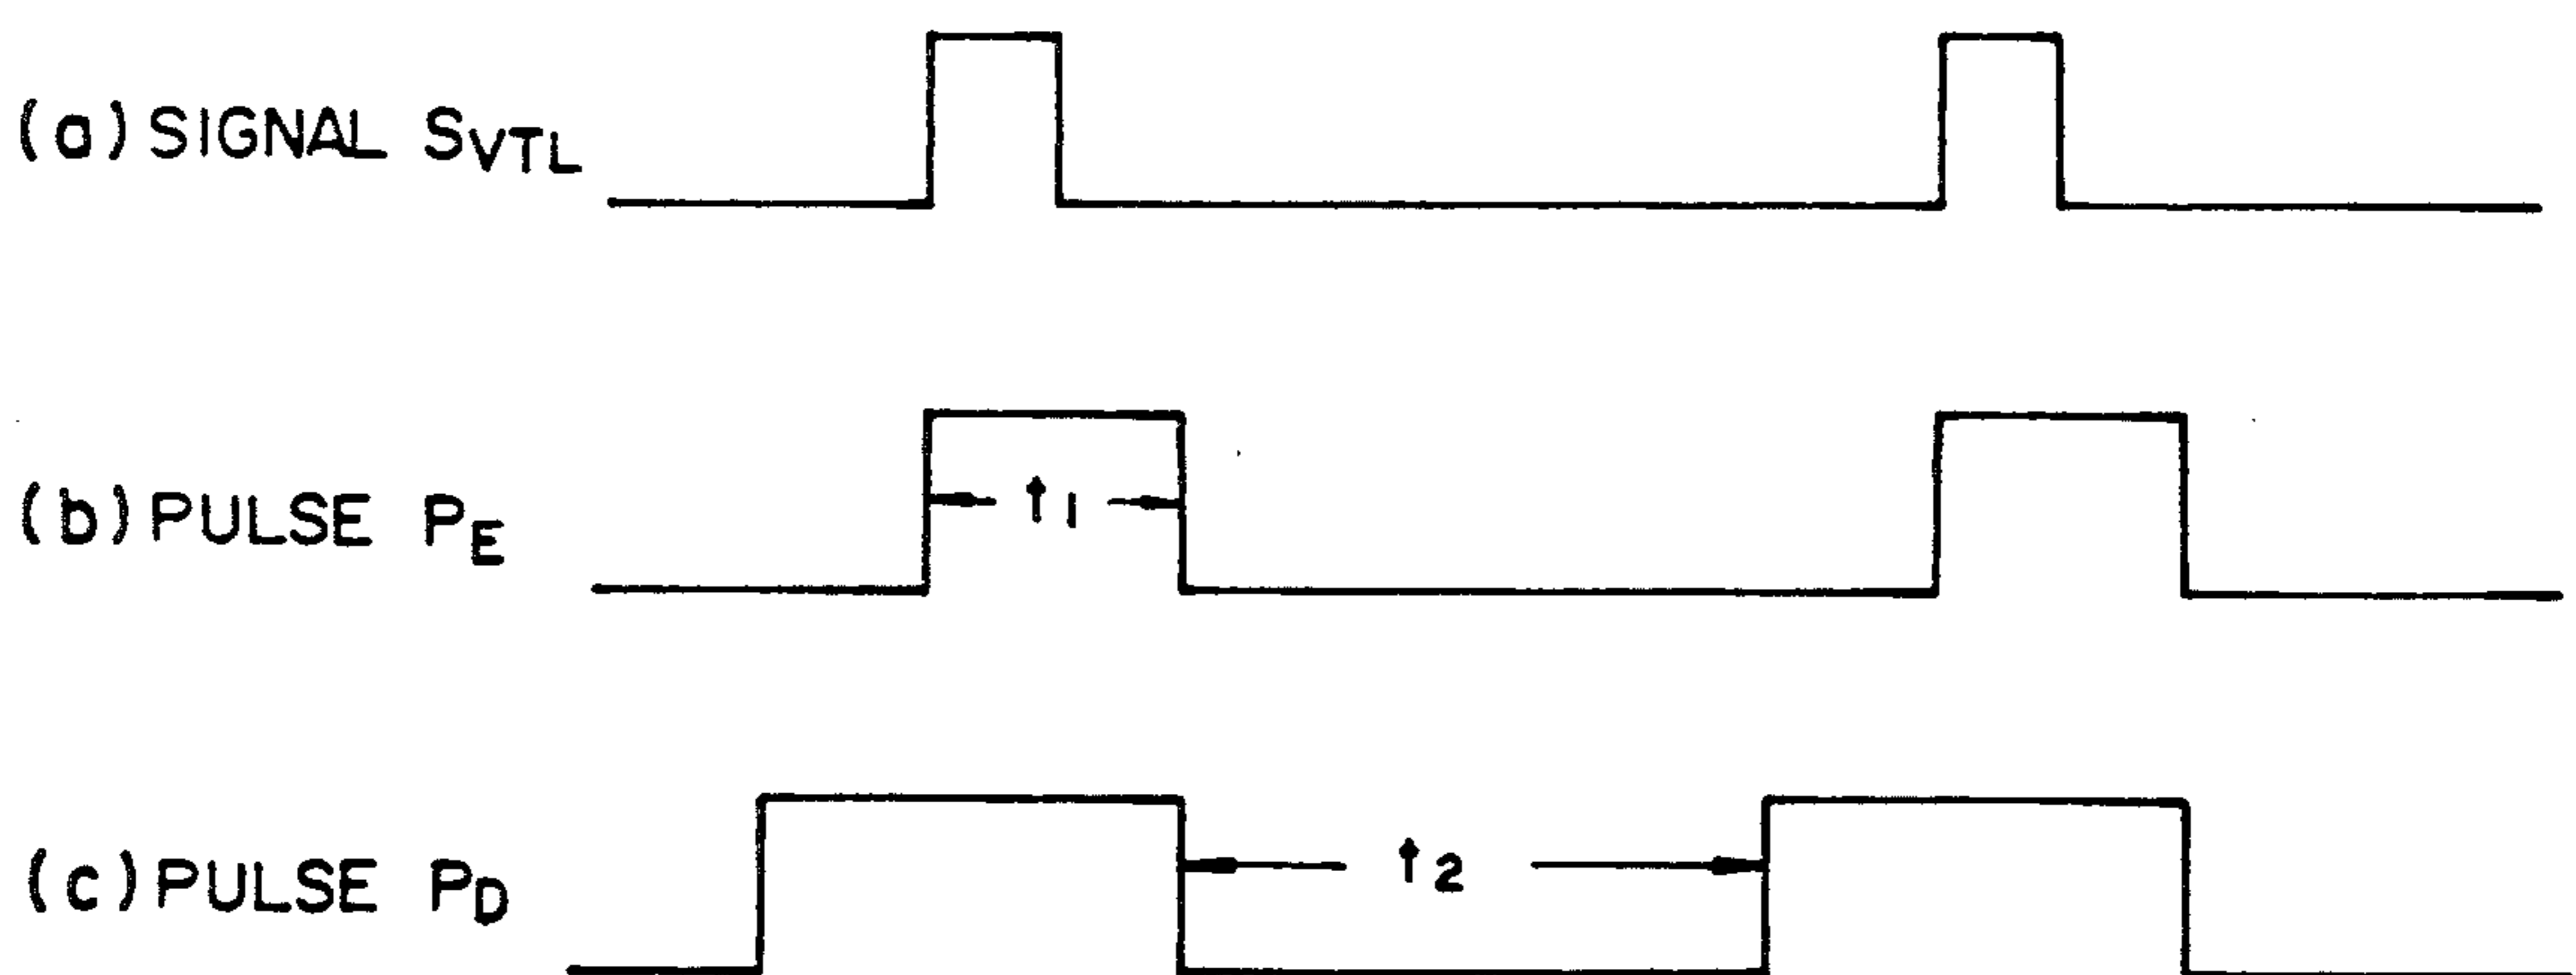 (a) SIGNAL SVTL
(b) PULSE PE
t1
(c) PULSE PD
t2